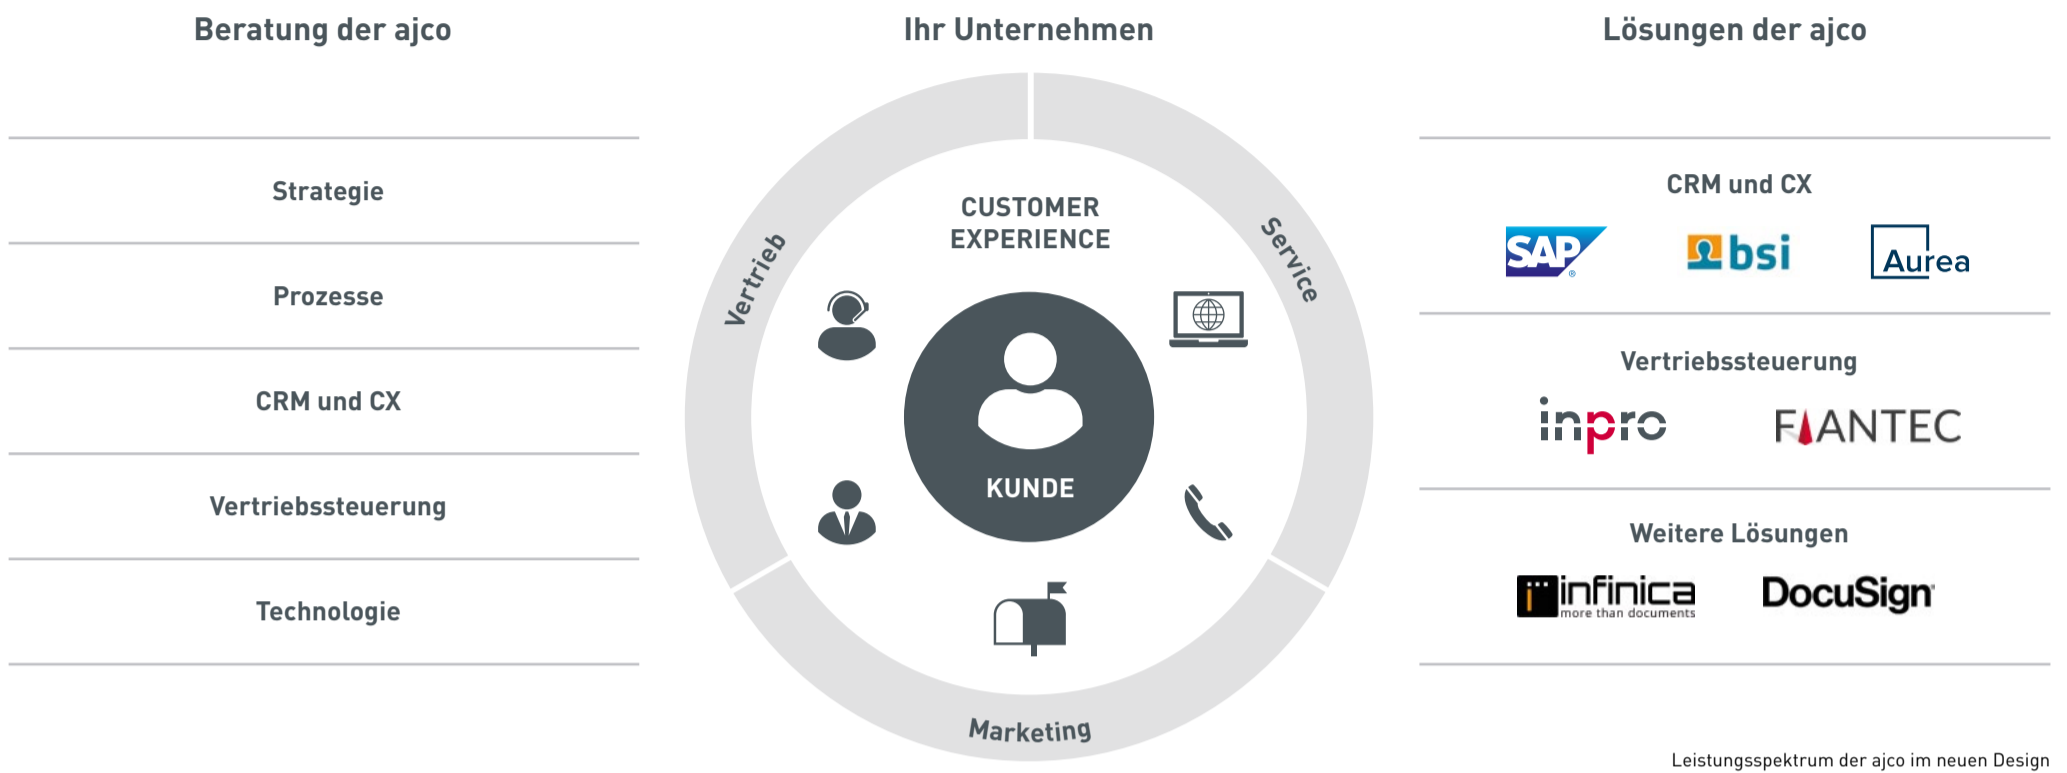 Beratung der ajco
Strategie
Prozesse
CRM und CX
Vertriebssteuerung
Technologie
Ihr Unternehmen
Vertrieb
Service
Marketing
CUSTOMER
EXPERIENCE
KUNDE
Lösungen der ajco
CRM und CX
SAP®
bsi
Aurea
Vertriebssteuerung
inpro
FIANTEC
Weitere Lösungen
infinica
more than documents
DocuSign
Leistungsspektrum der ajco im neuen Design